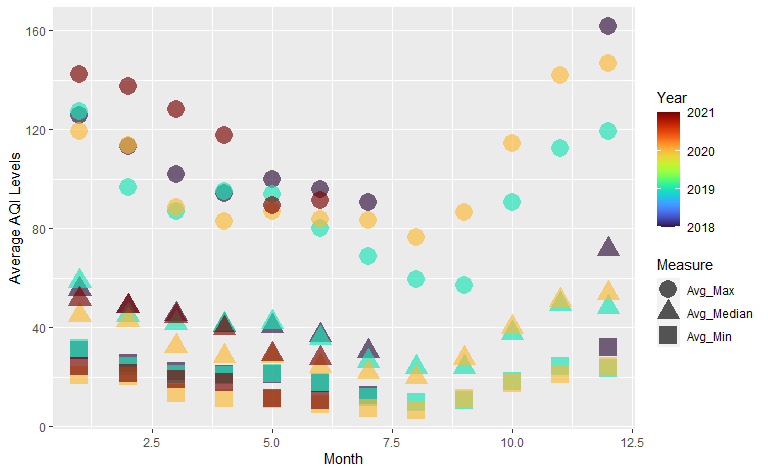 160
120
80
40
0
2.5 5.0 7.5 10.0 12.5
Month
Average AQI Levels
Year
2021
2020
2019
2018
Measure
Avg_Max
Avg_Median
Avg_Min